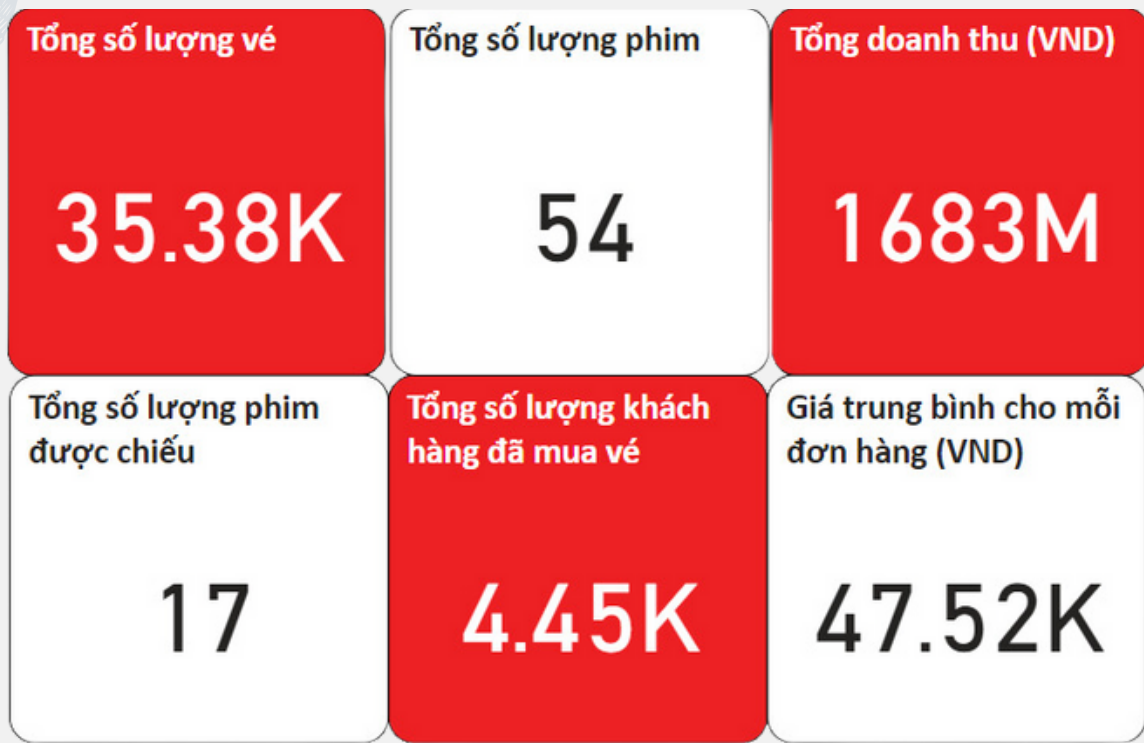 Tổng số lượng vé
35.38K
Tổng số lượng phim
54
Tổng doanh thu (VND)
1683M
Tổng số lượng phim
được chiếu
17
Tổng số lượng khách
hàng đã mua vé
4.45K
Giá trung bình cho mỗi
đơn hàng (VND)
47.52K